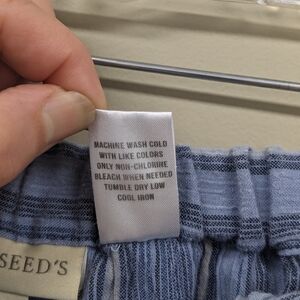 MACHINE WASH COLD
WITH LIKE COLORS
ONLY NON-CHLORINE
BLEACH WHEN NEEDED
TUMBLE DRY LOW
COOL IRON
SEED'S